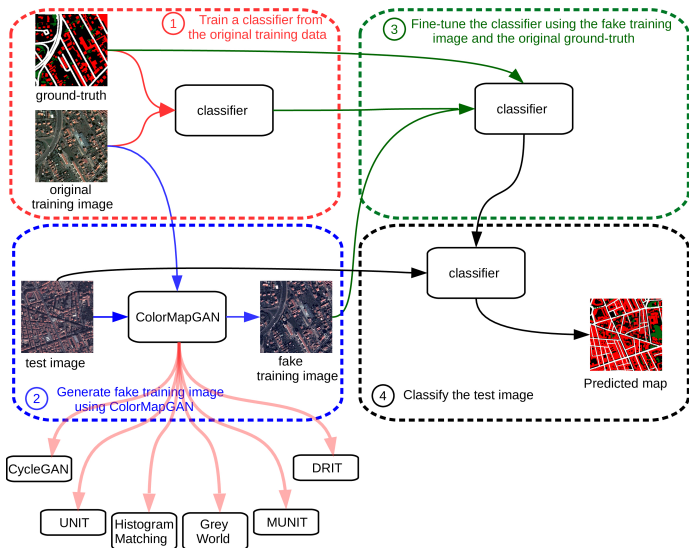 1
Train a classifier from
the original training data
ground-truth
classifier
original
training image
3
Fine-tune the classifier using the fake training
image and the original ground-truth
classifier
test image
ColorMapGAN
fake
training image
2
Generate fake training image
using ColorMapGAN
classifier
Predicted map
4
Classify the test image
CycleGAN
UNIT
Histogram
Matching
Grey
World
MUNIT
DRIT